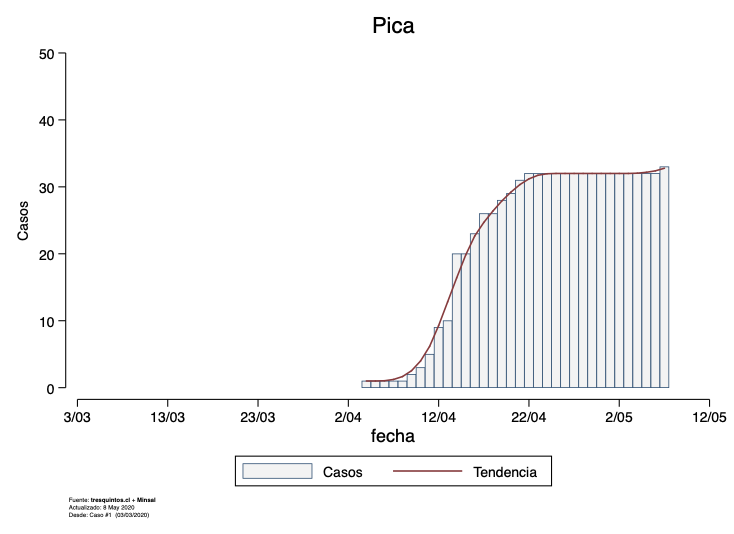 Pica
50
40
30
20
10
0
Casos
3/03 13/03 23/03 2/04 12/04 22/04 2/05 12/05
fecha
Casos Tendencia
Fuente: tresquintos.cl + Minsal
Actualizado: 8 May 2020
Desde: Caso #1 (03/03/2020)